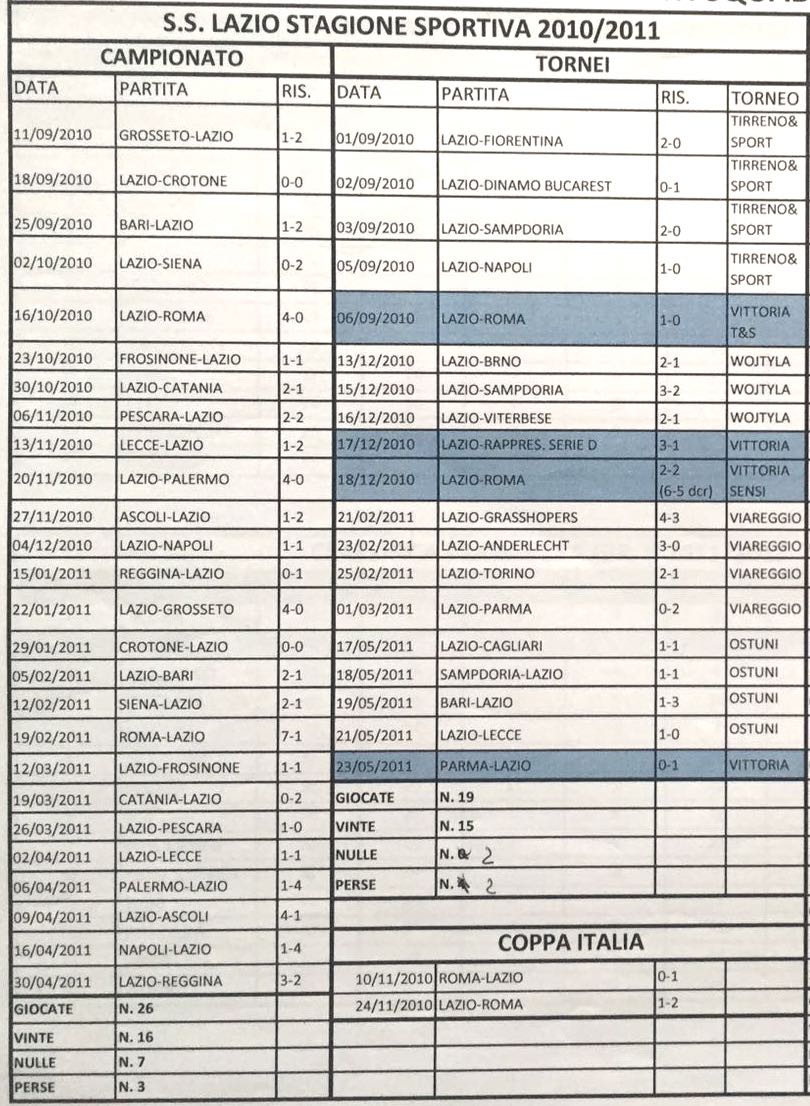 S.S. LAZIO STAGIONE SPORTIVA 2010/2011
CAMPIONATO TORNEI
DATA PARTITA RIS. DATA PARTITA RIS. TORNEO
11/09/2010 GROSSETO-LAZIO 1-2 01/09/2010 LAZIO-FIORENTINA 2-0 TIRRENO& SPORT
18/09/2010 LAZIO-CROTONE 0-0 02/09/2010 LAZIO-DINAMO BUCAREST 0-1 TIRRENO& SPORT
25/09/2010 BARI-LAZIO 1-2 03/09/2010 LAZIO-SAMPDORIA 2-0 TIRRENO& SPORT
02/10/2010 LAZIO-SIENA 0-2 05/09/2010 LAZIO-NAPOLI 1-0 TIRRENO& SPORT
16/10/2010 LAZIO-ROMA 4-0 06/09/2010 LAZIO-ROMA 1-0 VITTORIA T&S
23/10/2010 FROSINONE-LAZIO 1-1 13/12/2010 LAZIO-BRNO 2-1 WOJTYLA
30/10/2010 LAZIO-CATANIA 2-1 15/12/2010 LAZIO-SAMPDORIA 3-2 WOJTYLA
06/11/2010 PESCARA-LAZIO 2-2 16/12/2010 LAZIO-VITERBESE 2-1 WOJTYLA
13/11/2010 LECCE-LAZIO 1-2 17/12/2010 LAZIO-RAPPRES. SERIE D 3-1 VITTORIA
20/11/2010 LAZIO-PALERMO 4-0 18/12/2010 LAZIO-ROMA 2-2 (6-5 dcr) VITTORIA SENSI
27/11/2010 ASCOLI-LAZIO 1-2 21/02/2011 LAZIO-GRASSHOPERS 4-3 VIAREGGIO
04/12/2010 LAZIO-NAPOLI 1-1 23/02/2011 LAZIO-ANDERLECHT 3-0 VIAREGGIO
15/01/2011 REGGINA-LAZIO 0-1 25/02/2011 LAZIO-TORINO 2-1 VIAREGGIO
22/01/2011 LAZIO-GROSSETO 4-0 01/03/2011 LAZIO-PARMA 0-2 VIAREGGIO
29/01/2011 CROTONE-LAZIO 0-0 17/05/2011 LAZIO-CAGLIARI 1-1 OSTUNI
05/02/2011 LAZIO-BARI 2-1 18/05/2011 SAMPDORIA-LAZIO 1-1 OSTUNI
12/02/2011 SIENA-LAZIO 2-1 19/05/2011 BARI-LAZIO 1-3 OSTUNI
19/02/2011 ROMA-LAZIO 7-1 21/05/2011 LAZIO-LECCE 1-0 OSTUNI
12/03/2011 LAZIO-FROSINONE 1-1 23/05/2011 PARMA-LAZIO 0-1 VITTORIA
19/03/2011 CATANIA-LAZIO 0-2 GIOCATE N. 19
26/03/2011 LAZIO-PESCARA 1-0 VINTE N. 15
02/04/2011 LAZIO-LECCE 1-1 NULLE N. 2
06/04/2011 PALERMO-LAZIO 1-4 PERSE N. 2
09/04/2011 LAZIO-ASCOLI 4-1
16/04/2011 NAPOLI-LAZIO 1-4 COPPA ITALIA
30/04/2011 LAZIO-REGGINA 3-2 10/11/2010 ROMA-LAZIO 0-1
GIOCATE N. 26 24/11/2010 LAZIO-ROMA 1-2
VINTE N. 16
NULLE N. 7
PERSE N. 3